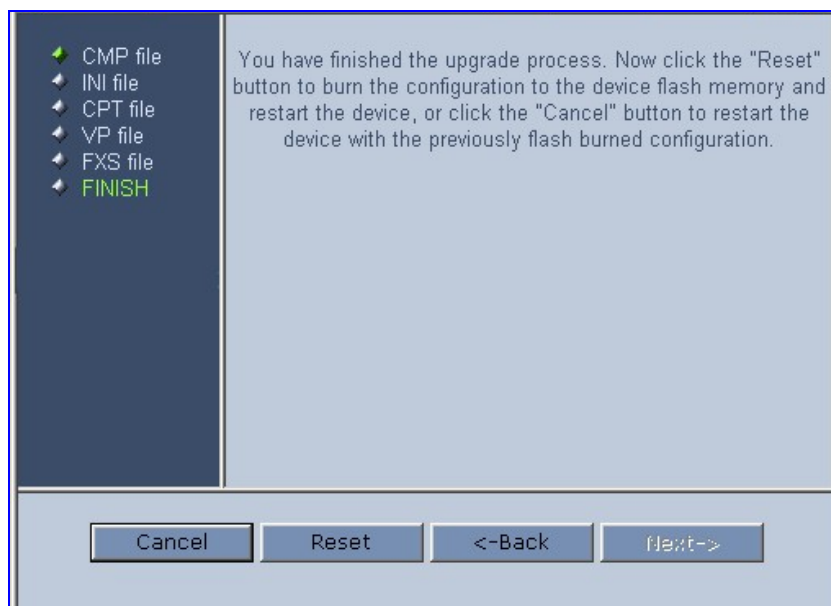 CMP file
INI file
CPT file
VP file
FXS file
FINISH
You have finished the upgrade process. Now click the "Reset"
button to burn the configuration to the device flash memory and
restart the device, or click the "Cancel" button to restart the
device with the previously flash burned configuration.
Cancel
Reset
<-Back
Next->